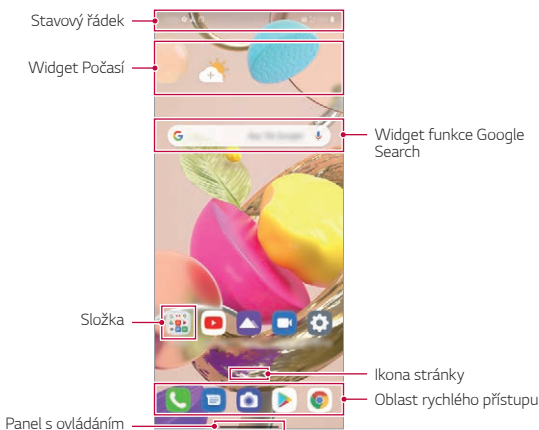 Stavový řádek
Widget Počasí
Widget funkce Google
Search
Složka
Ikona stránky
Oblast rychlého přístupu
Panel s ovládáním